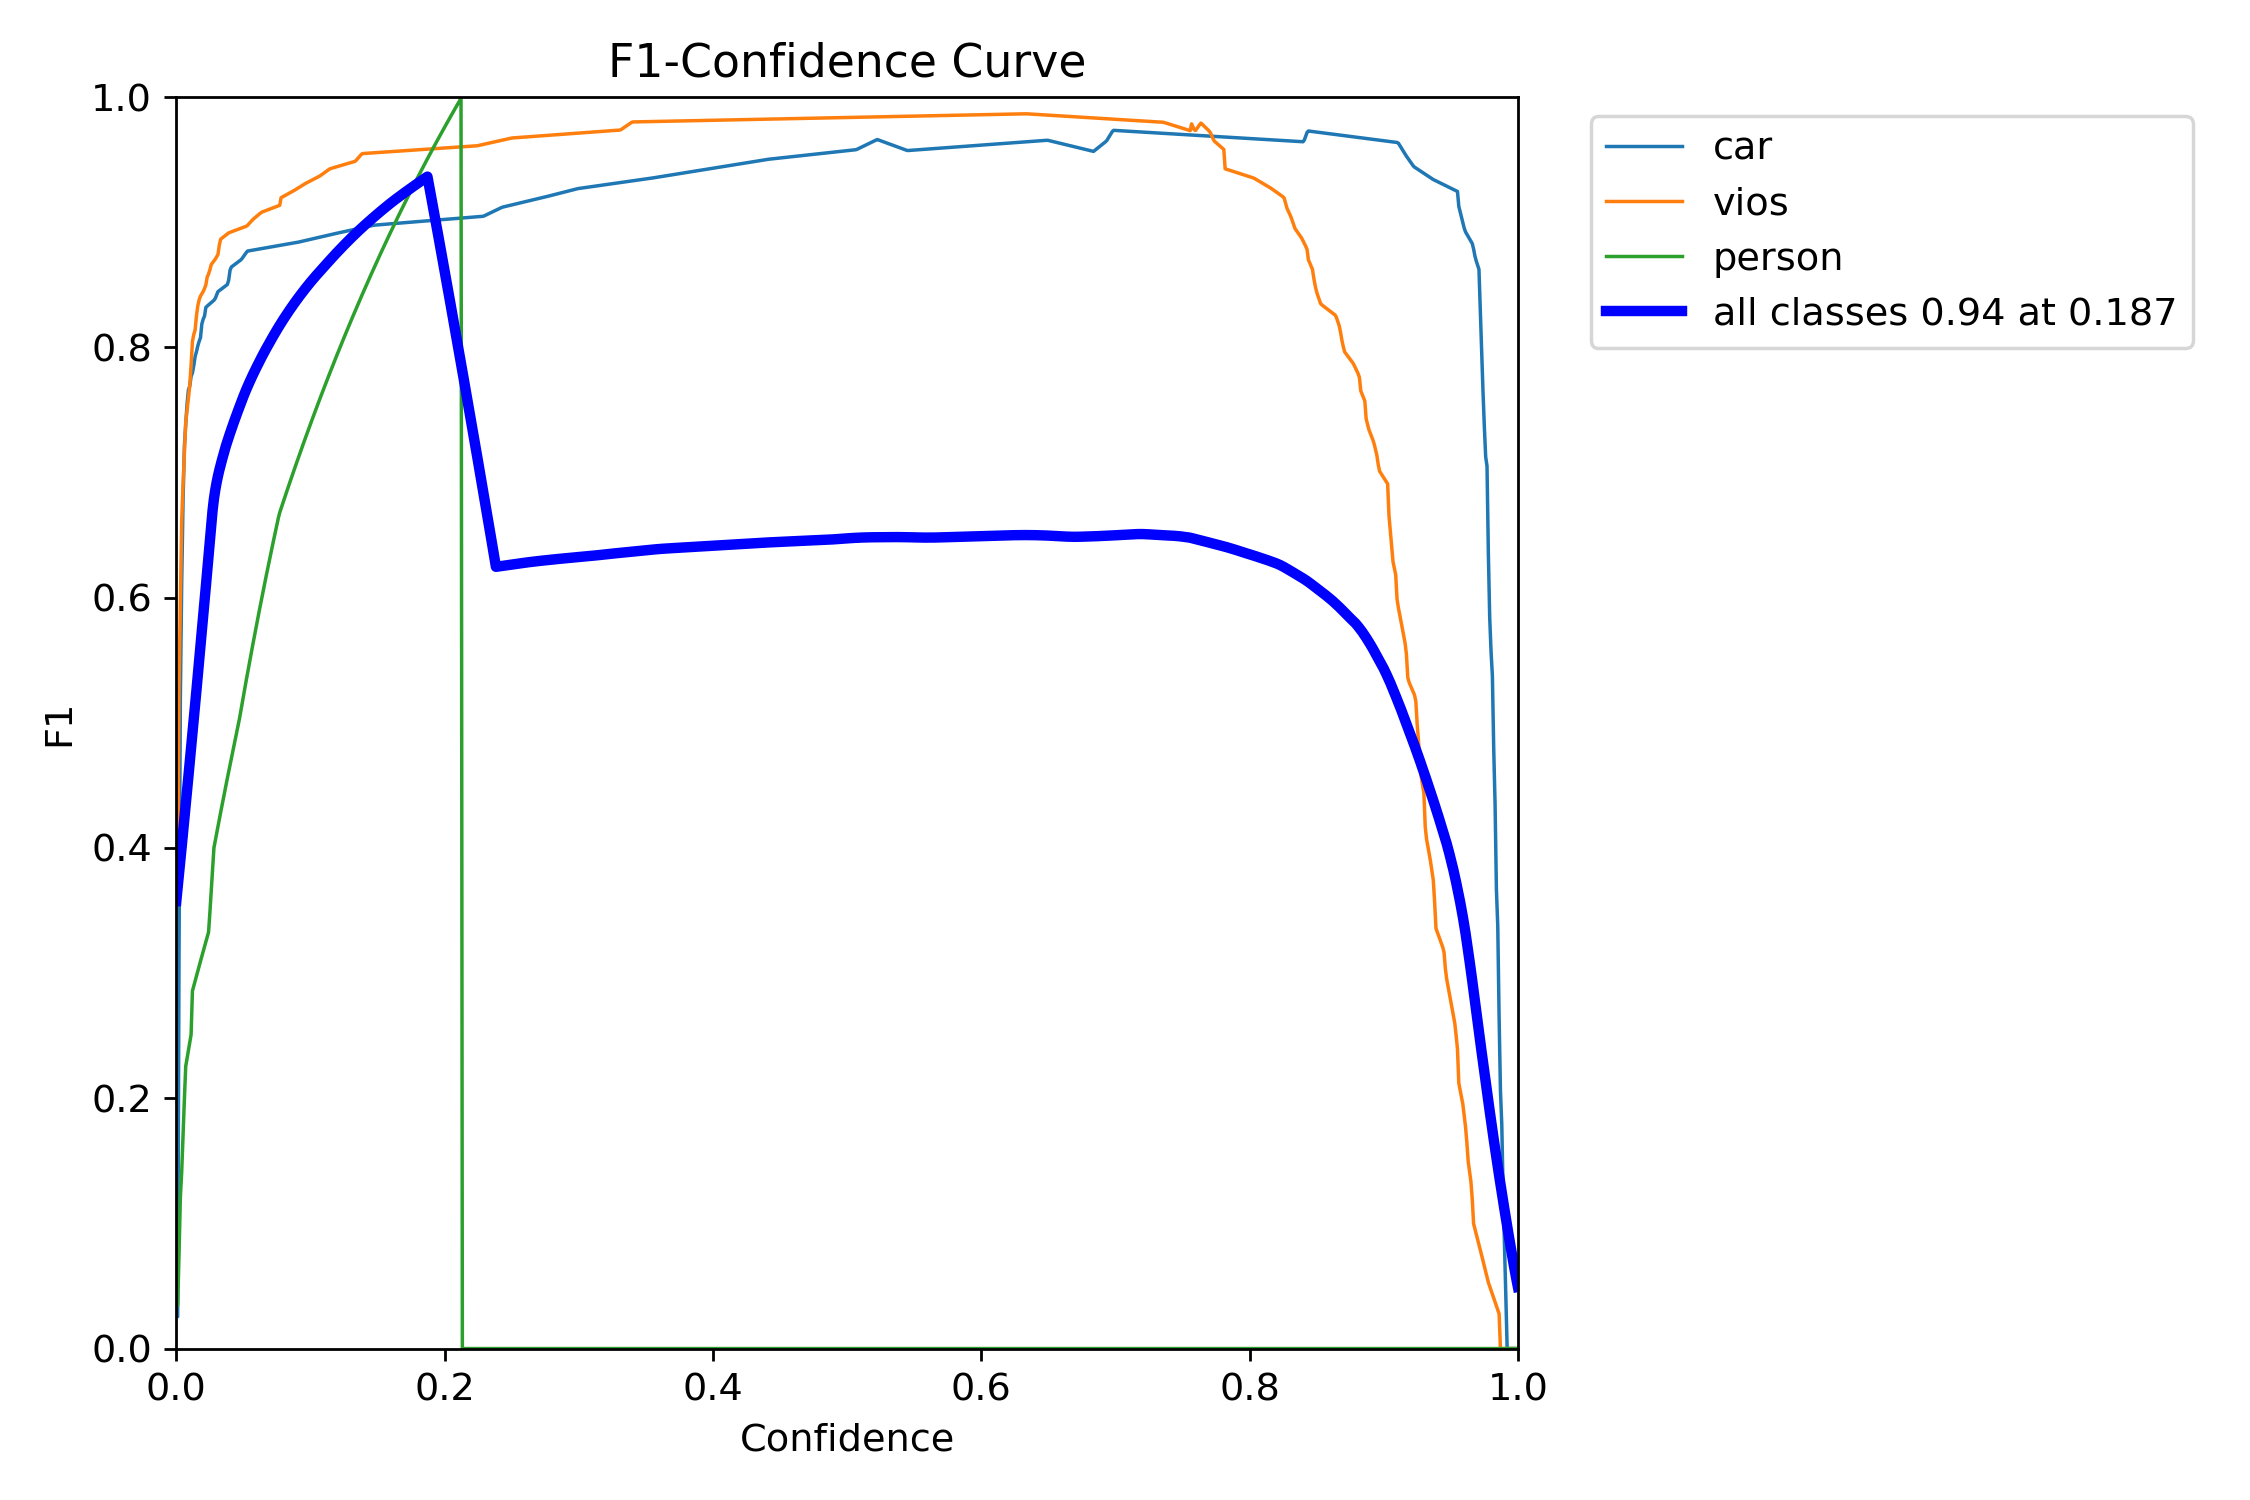 F1-Confidence Curve
1.0
0.8
0.6
0.4
0.2
0.0
F1
0.0 0.2 0.4 0.6 0.8 1.0
Confidence
car
vios
person
all classes 0.94 at 0.187